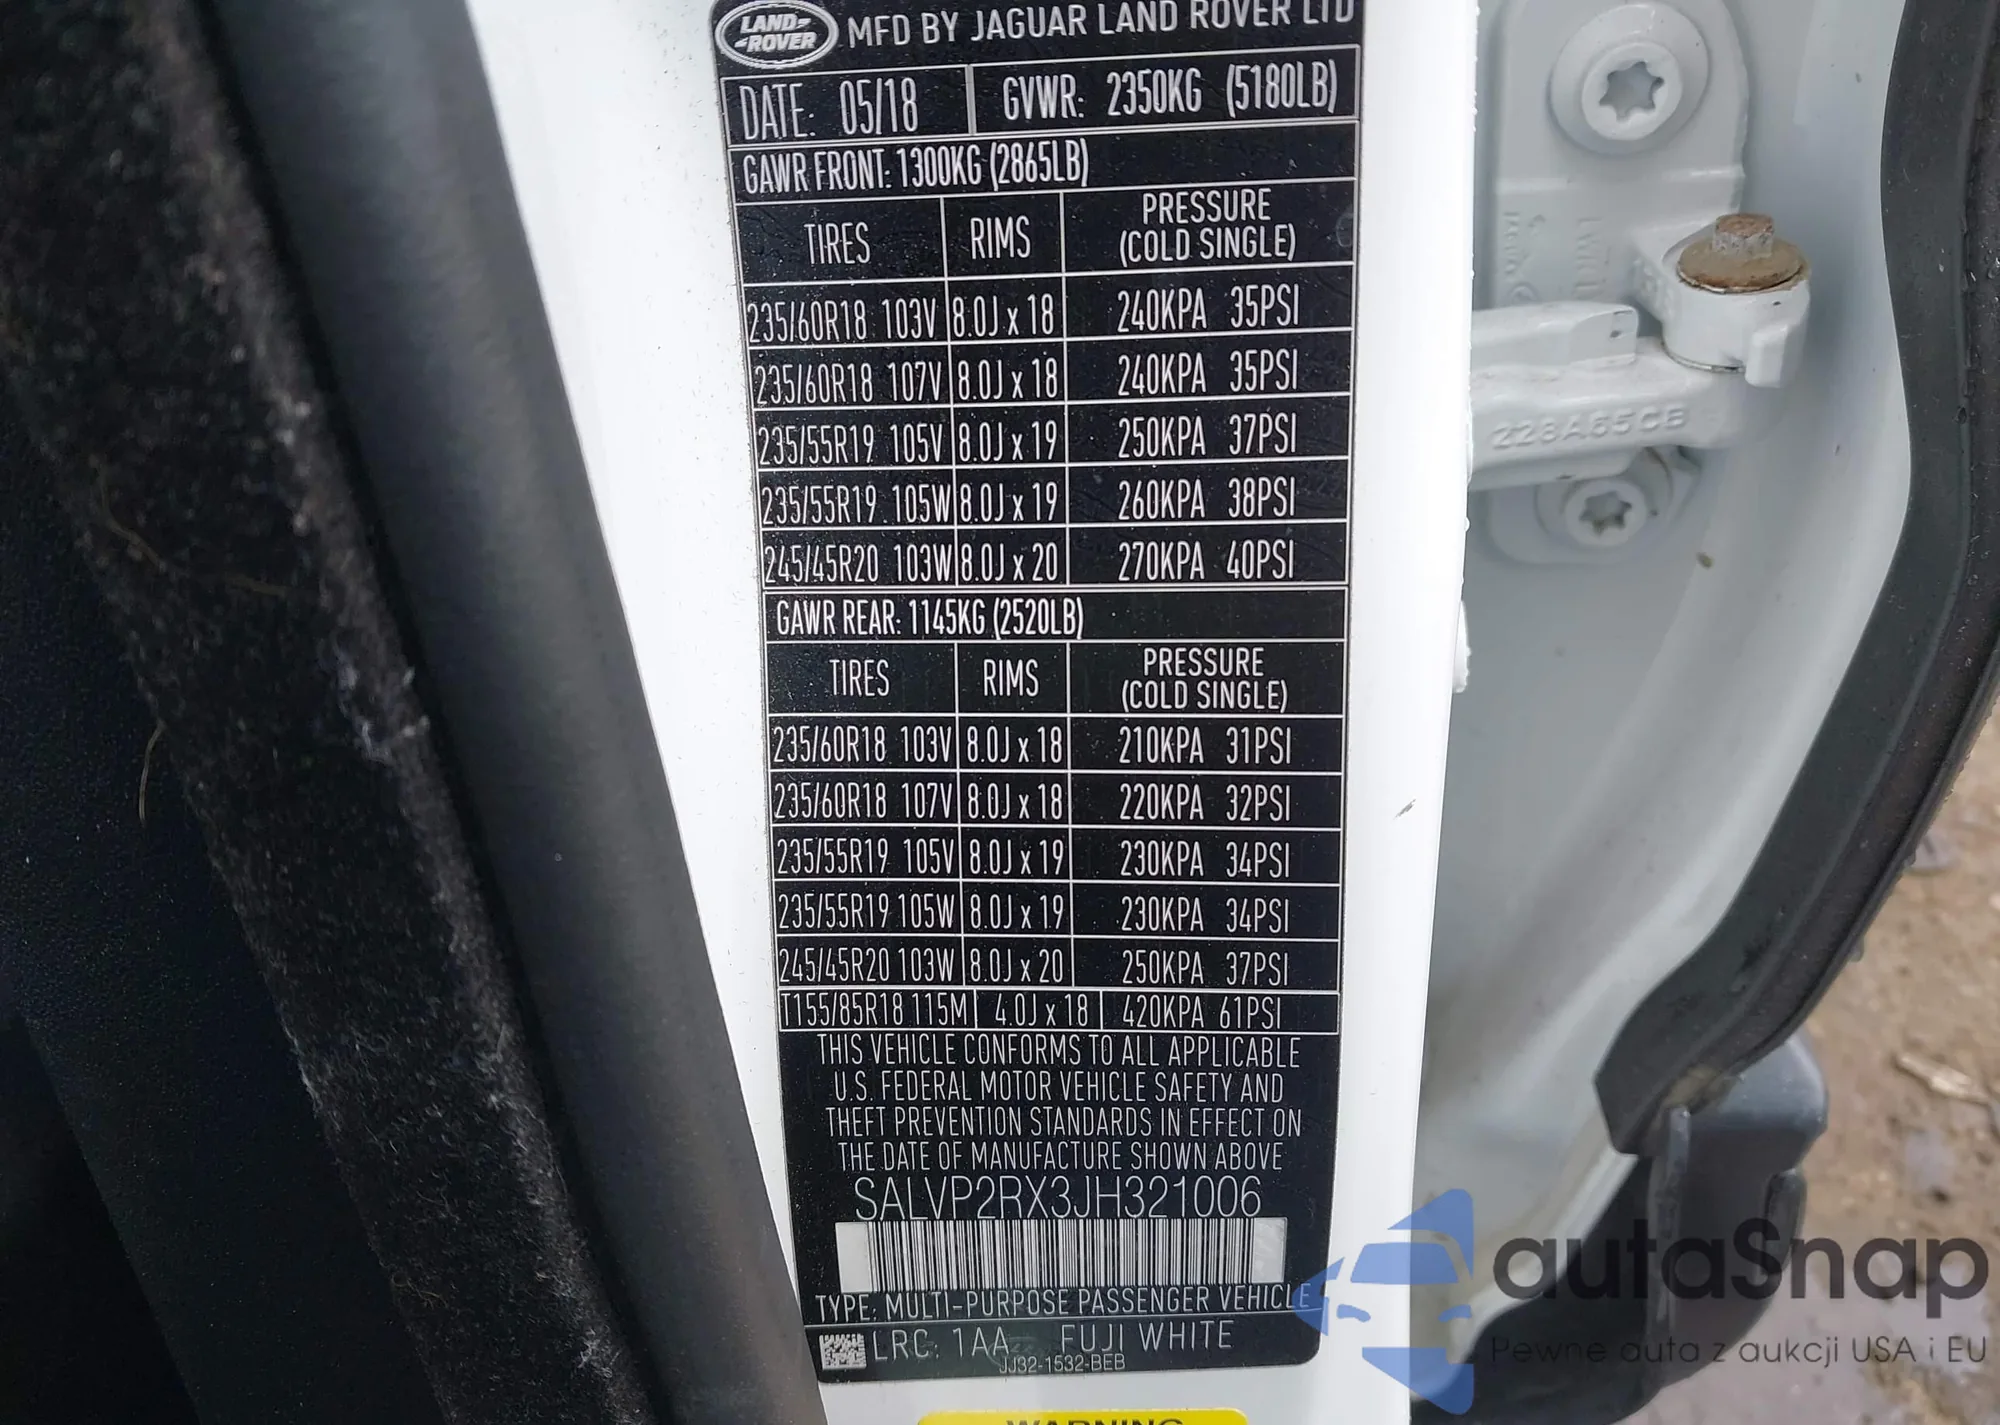 LAND-
-ROVER
MFD BY JAGUAR LAND ROVER LTD
DATE: 05/18 GVWR: 2350KG (5180LB)
GAWR FRONT: 1300KG (2865LB)
TIRES RIMS PRESSURE (COLD SINGLE)
235/60R18 103V 8.0J x 18 240KPA 35PSI
235/60R18 107V 8.0J x 18 240KPA 35PSI
235/55R19 105V 8.0J x 19 250KPA 37PSI
235/55R19 105W 8.0J x 19 260KPA 38PSI
245/45R20 103W 8.0J x 20 270KPA 40PSI
GAWR REAR: 1145KG (2520LB)
TIRES RIMS PRESSURE (COLD SINGLE)
235/60R18 103V 8.0J x 18 210KPA 31PSI
235/60R18 107V 8.0J x 18 220KPA 32PSI
235/55R19 105V 8.0J x 19 230KPA 34PSI
235/55R19 105W 8.0J x 19 230KPA 34PSI
245/45R20 103W 8.0J x 20 250KPA 37PSI
T155/85R18 115M 4.0J x 18 420KPA 61PSI
THIS VEHICLE CONFORMS TO ALL APPLICABLE
U.S. FEDERAL MOTOR VEHICLE SAFETY AND
THEFT PREVENTION STANDARDS IN EFFECT ON
THE DATE OF MANUFACTURE SHOWN ABOVE
SALVP2RX3JH321006
TYPE: MULTI-PURPOSE PASSENGER VEHICLE
LRC: 1AA FUJI WHITE
JJ32-1532-BEB
WARNING
228A65CB
autoSnap
Pewne auta z aukcji USA i EU